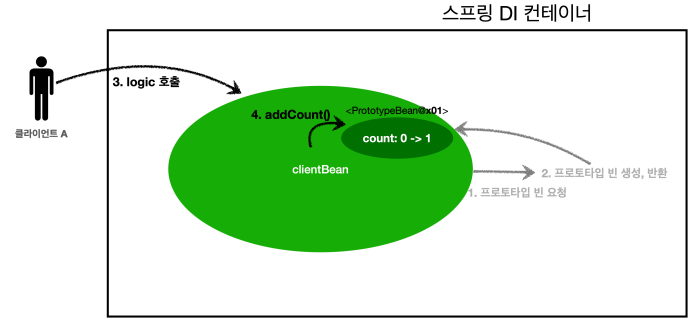 스프링 DI 컨테이너
3. logic 호출
클라이언트 A
4. addCount()
<PrototypeBean@x01>
count: 0 -> 1
clientBean
2. 프로토타입 빈 생성, 반환
1. 프로토타입 빈 요청